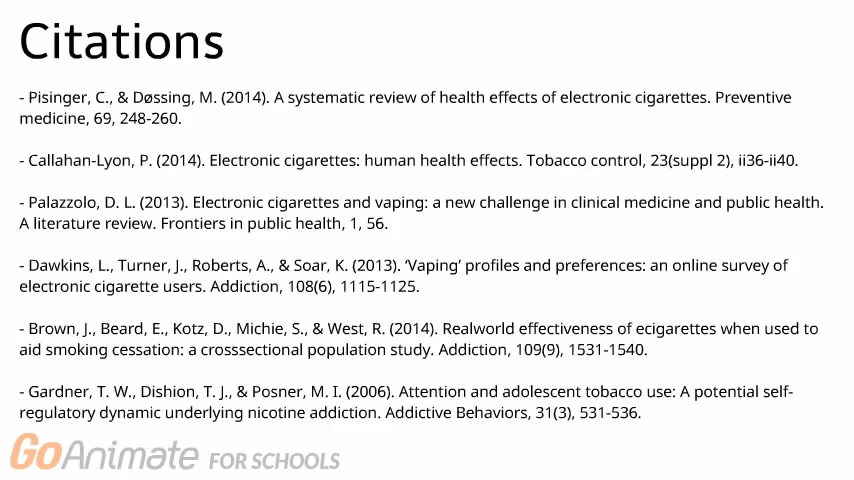 Citations
- Pisinger, C., & Døssing, M. (2014). A systematic review of health effects of electronic cigarettes. Preventive
medicine, 69, 248-260.
- Callahan-Lyon, P. (2014). Electronic cigarettes: human health effects. Tobacco control, 23(suppl 2), ii36-ii40.
- Palazzolo, D. L. (2013). Electronic cigarettes and vaping: a new challenge in clinical medicine and public health.
A literature review. Frontiers in public health, 1, 56.
- Dawkins, L., Turner, J., Roberts, A., & Soar, K. (2013). ‘Vaping’ profiles and preferences: an online survey of
electronic cigarette users. Addiction, 108(6), 1115-1125.
- Brown, J., Beard, E., Kotz, D., Michie, S., & West, R. (2014). Realworld effectiveness of ecigarettes when used to
aid smoking cessation: a crosssectional population study. Addiction, 109(9), 1531-1540.
- Gardner, T. W., Dishion, T. J., & Posner, M. I. (2006). Attention and adolescent tobacco use: A potential self-
regulatory dynamic underlying nicotine addiction. Addictive Behaviors, 31(3), 531-536.
GoAnimate FOR SCHOOLS